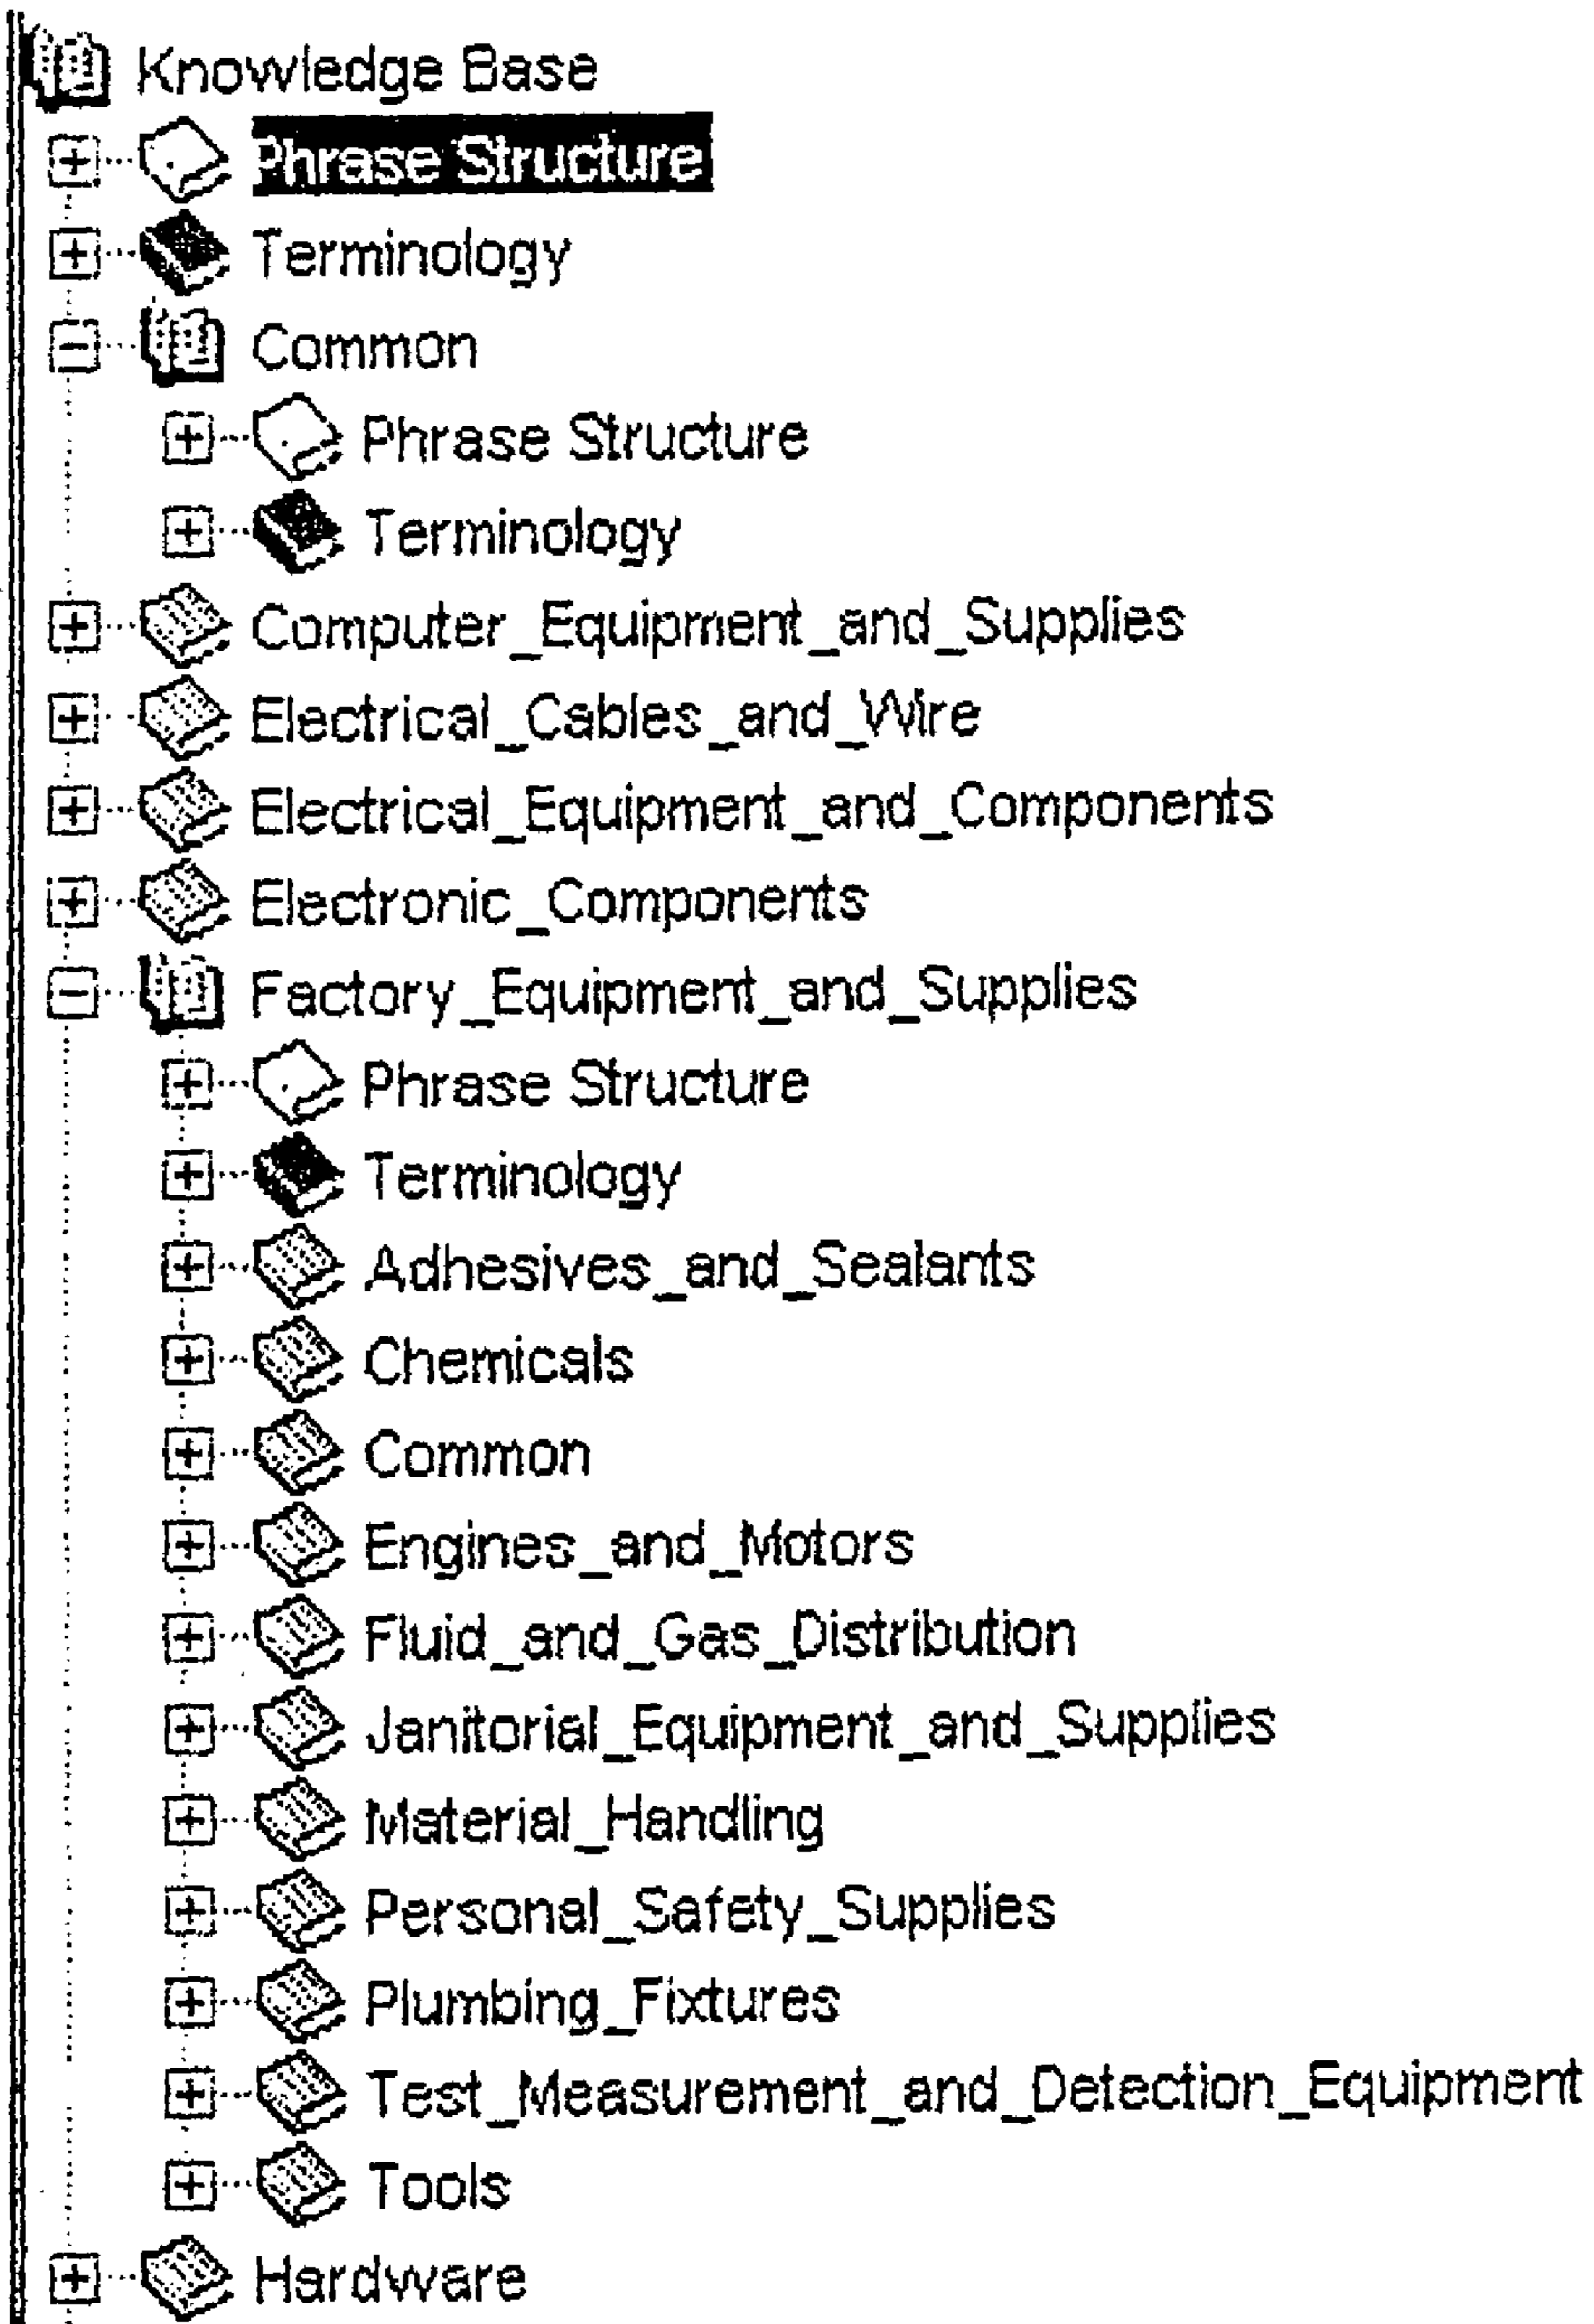 Knowledge Base
Phrase Structure
Terminology
Common
Phrase Structure
Terminology
Computer_Equipment_and_Supplies
Electrical_Cables_and_Wire
Electrical_Equipment_and_Components
Electronic_Components
Factory_Equipment_and_Supplies
Phrase Structure
Terminology
Adhesives_and_Sealants
Chemicals
Common
Engines_and_Motors
Fluid_and_Gas_Distribution
Janitorial_Equipment_and_Supplies
Material_Handling
Personal_Safety_Supplies
Plumbing_Fixtures
Test_Measurement_and_Detection_Equipment
Tools
Hardware